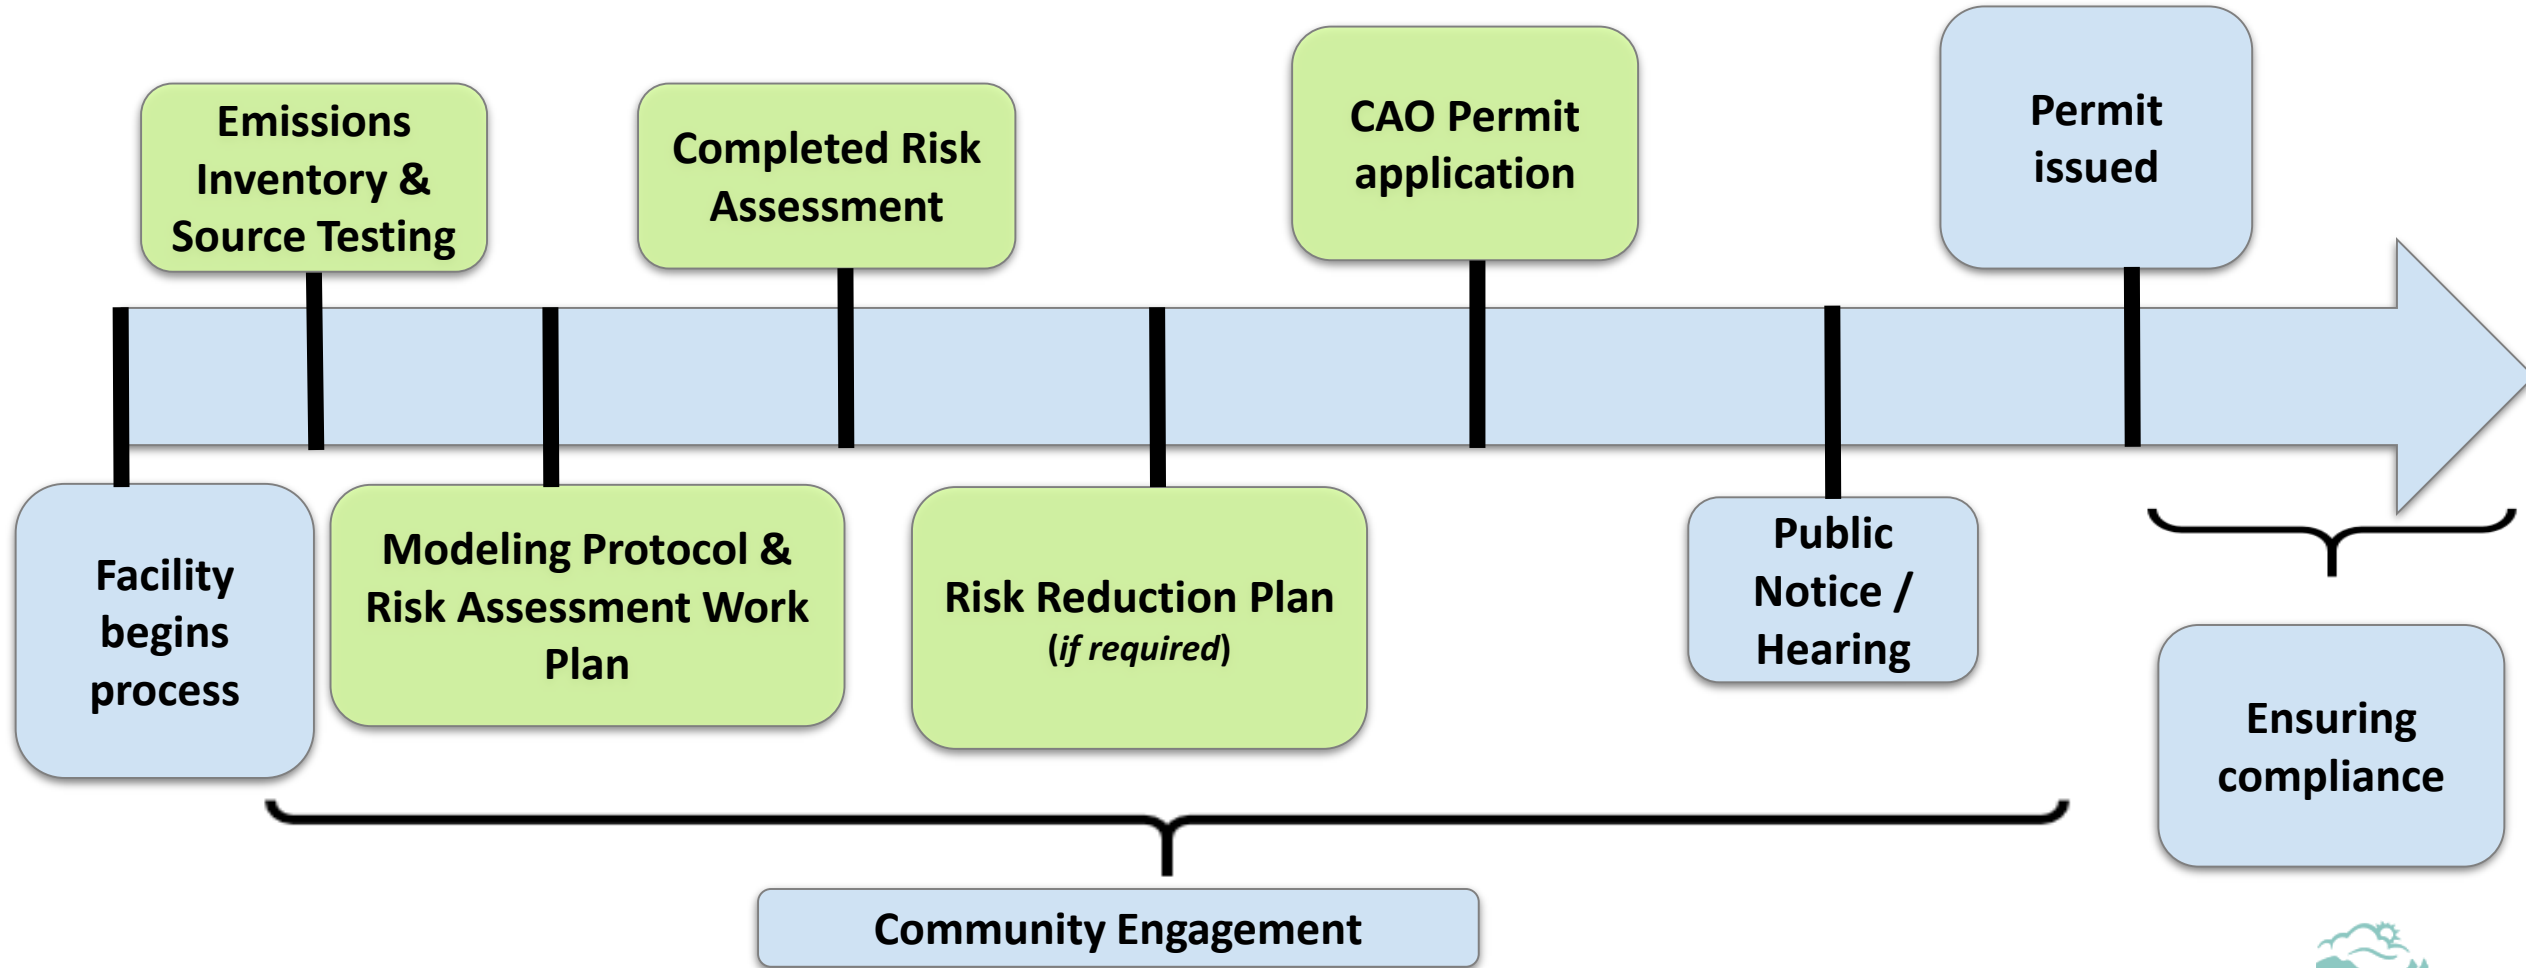 Emissions
Inventory &
Source Testing
Completed Risk
Assessment
CAO Permit
application
Permit
issued
Facility
begins
process
Modeling Protocol &
Risk Assessment Work
Plan
Risk Reduction Plan
(if required)
Public
Notice /
Hearing
Ensuring
compliance
Community Engagement